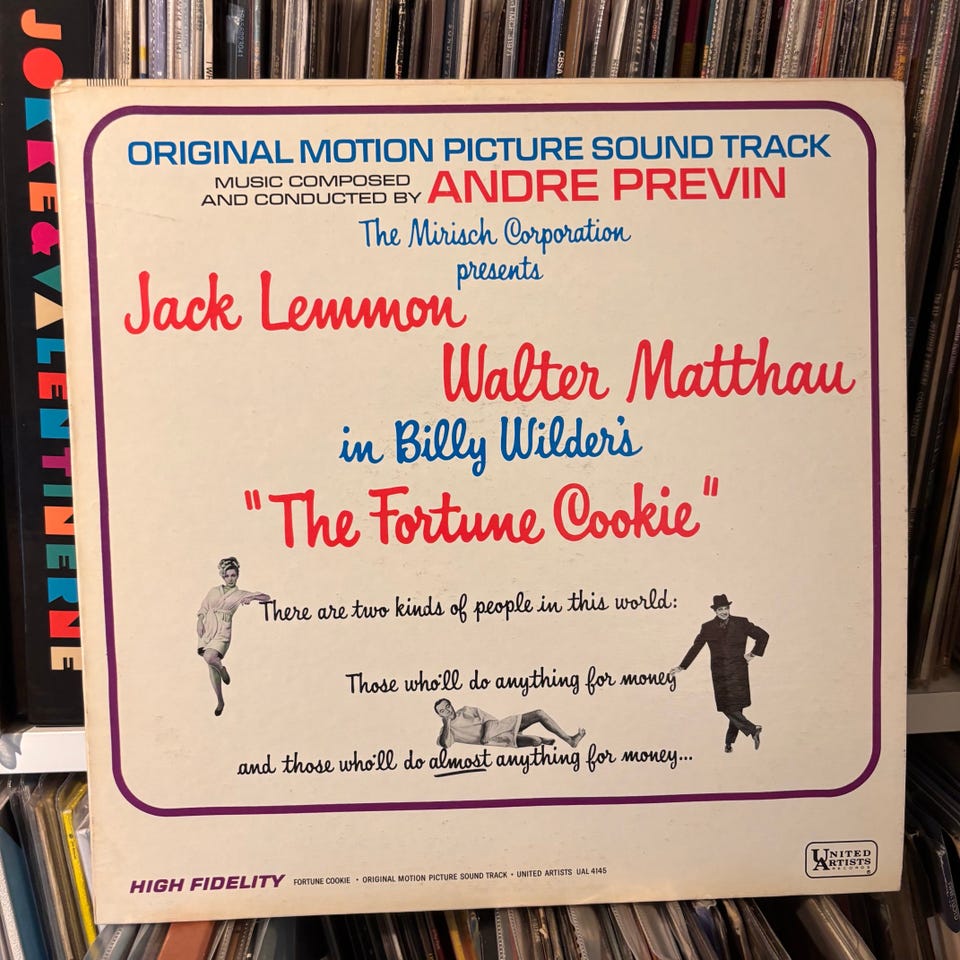 JOKKE & VALENTINERNE
ORIGINAL MOTION PICTURE SOUND TRACK
MUSIC COMPOSED
AND CONDUCTED BY ANDRE PREVIN
The Mirisch Corporation
presents
Jack Lemmon
Walter Matthau
in Billy Wilder's
"The Fortune Cookie"
There are two kinds of people in this world:
Those who'll do anything for money
and those who'll do almost anything for money...
HIGH FIDELITY FORTUNE COOKIE • ORIGINAL MOTION PICTURE SOUND TRACK • UNITED ARTISTS UAL 4145
UNITED
ARTISTS
RECORDS